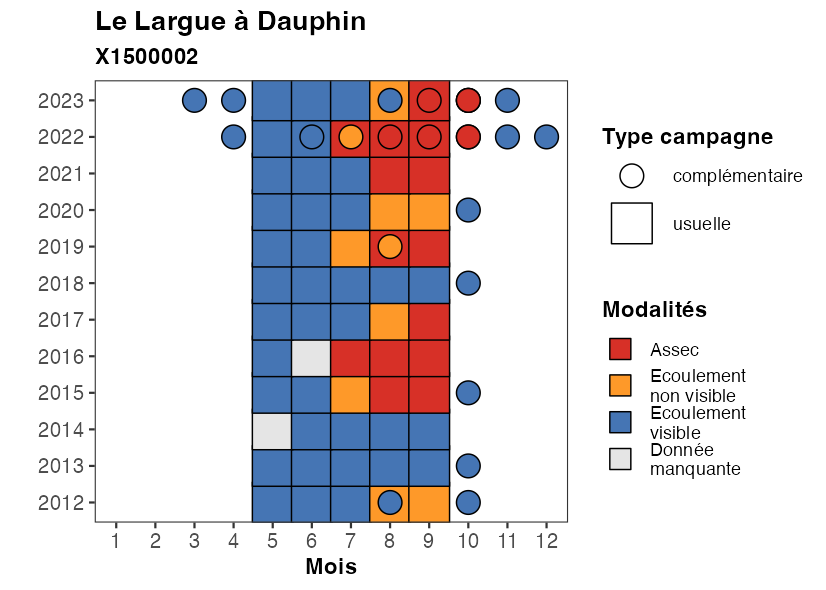 Le Largue à Dauphin
X1500002
2023
2022
2021
2020
2019
2018
2017
2016
2015
2014
2013
2012
1 2 3 4 5 6 7 8 9 10 11 12
Mois
Type campagne
complémentaire
usuelle
Modalités
Assec
Ecoulement
non visible
Ecoulement
visible
Donnée
manquante